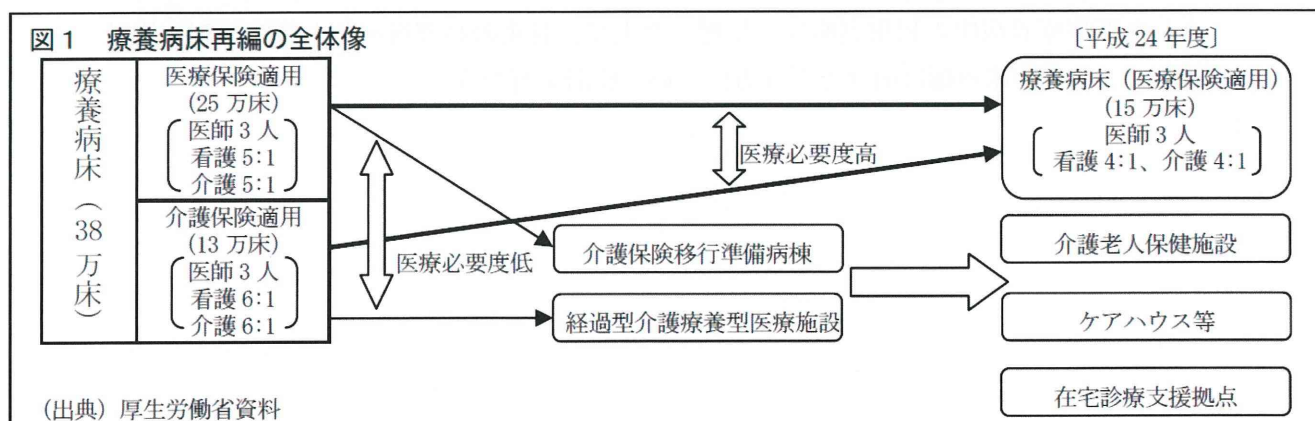 図1 療養病床再編の全体像
〔平成24年度〕
療養病床(38万床)
医療保険適用
(25万床)
医師3人
看護5:1
介護5:1
介護保険適用
(13万床)
医師3人
看護6:1
介護6:1
医療必要度高
医療必要度低
介護保険移行準備病棟
経過型介護療養型医療施設
療養病床(医療保険適用)
(15万床)
医師3人
看護4:1、介護4:1
介護老人保健施設
ケアハウス等
在宅診療支援拠点
(出典)厚生労働省資料